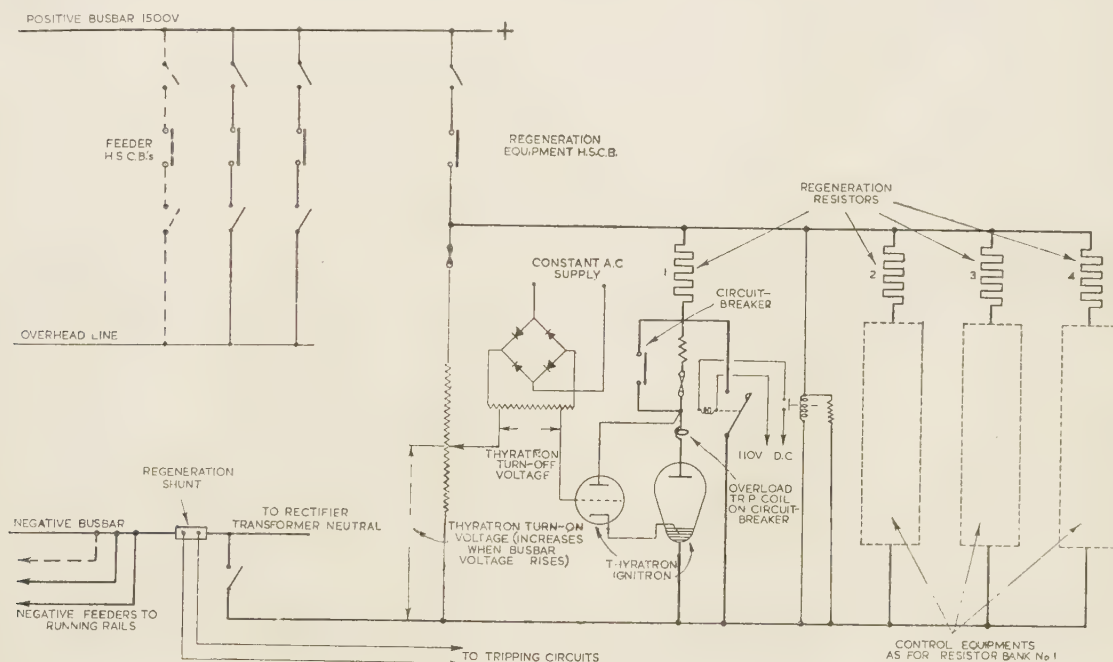 POSITIVE BUSBAR 1500V
+
FEEDER
H S C.B.'s
REGENERATION
EQUIPMENT H.S.C.B.
REGENERATION
RESISTORS
CONSTANT A.C
SUPPLY
CIRCUIT-
BREAKER
1
2
3
4
OVERHEAD LINE
THYRATRON
TURN-OFF
VOLTAGE
110V D.C
OVERLOAD
TR P COIL
ON CIRCUIT-
BREAKER
REGENERATION
SHUNT
NEGATIVE BUSBAR
TO RECTIFIER
TRANSFORMER NEUTRAL
THYRATRON TURN-ON
VOLTAGE (INCREASES
WHEN BUSBAR
VOLTAGE RISES)
THYRATRON
IGNITRON
NEGATIVE FEEDERS TO
RUNNING RAILS
TO TRIPPING CIRCUITS
CONTROL EQUIPMENTS
AS FOR RESISTOR BANK No 1